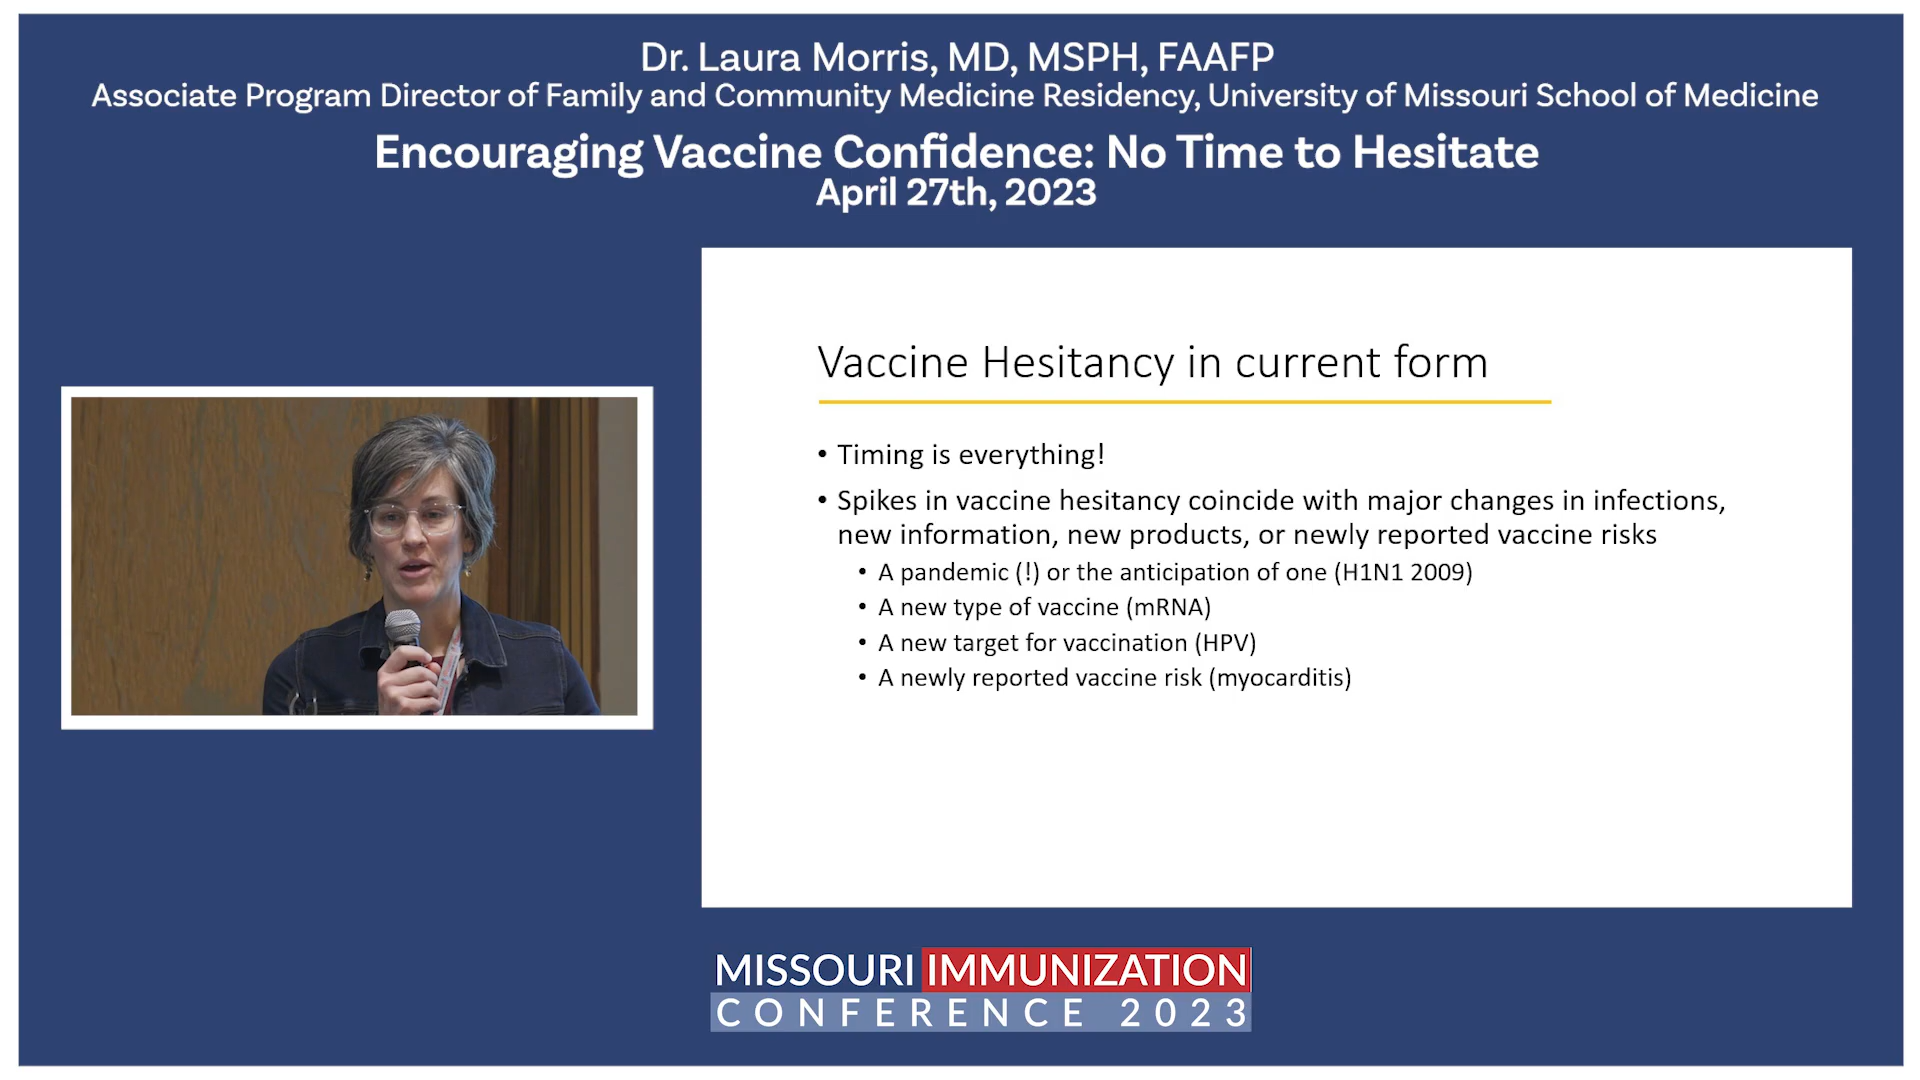 Dr. Laura Morris, MD, MSPH, FAAFP
Associate Program Director of Family and Community Medicine Residency, University of Missouri School of Medicine
Encouraging Vaccine Confidence: No Time to Hesitate
April 27th, 2023
Vaccine Hesitancy in current form
• Timing is everything!
• Spikes in vaccine hesitancy coincide with major changes in infections,
new information, new products, or newly reported vaccine risks
• A pandemic (!) or the anticipation of one (H1N1 2009)
• A new type of vaccine (mRNA)
• A new target for vaccination (HPV)
• A newly reported vaccine risk (myocarditis)
MISSOURI IMMUNIZATION
CONFERENCE 2023